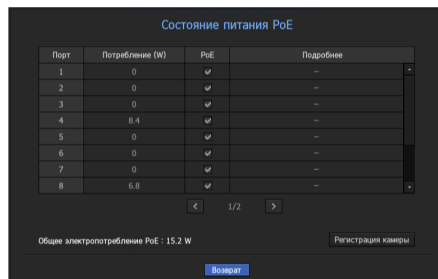 Состояние питания PoE
Порт Потребление (W) PoE Подробнее
1 0 –
2 0 –
3 0 –
4 8.4 –
5 0 –
6 0 –
7 0 –
8 6.8 –
< 1/2 >
Общее электропотребление PoE : 15.2 W Регистрация камеры
Возврат